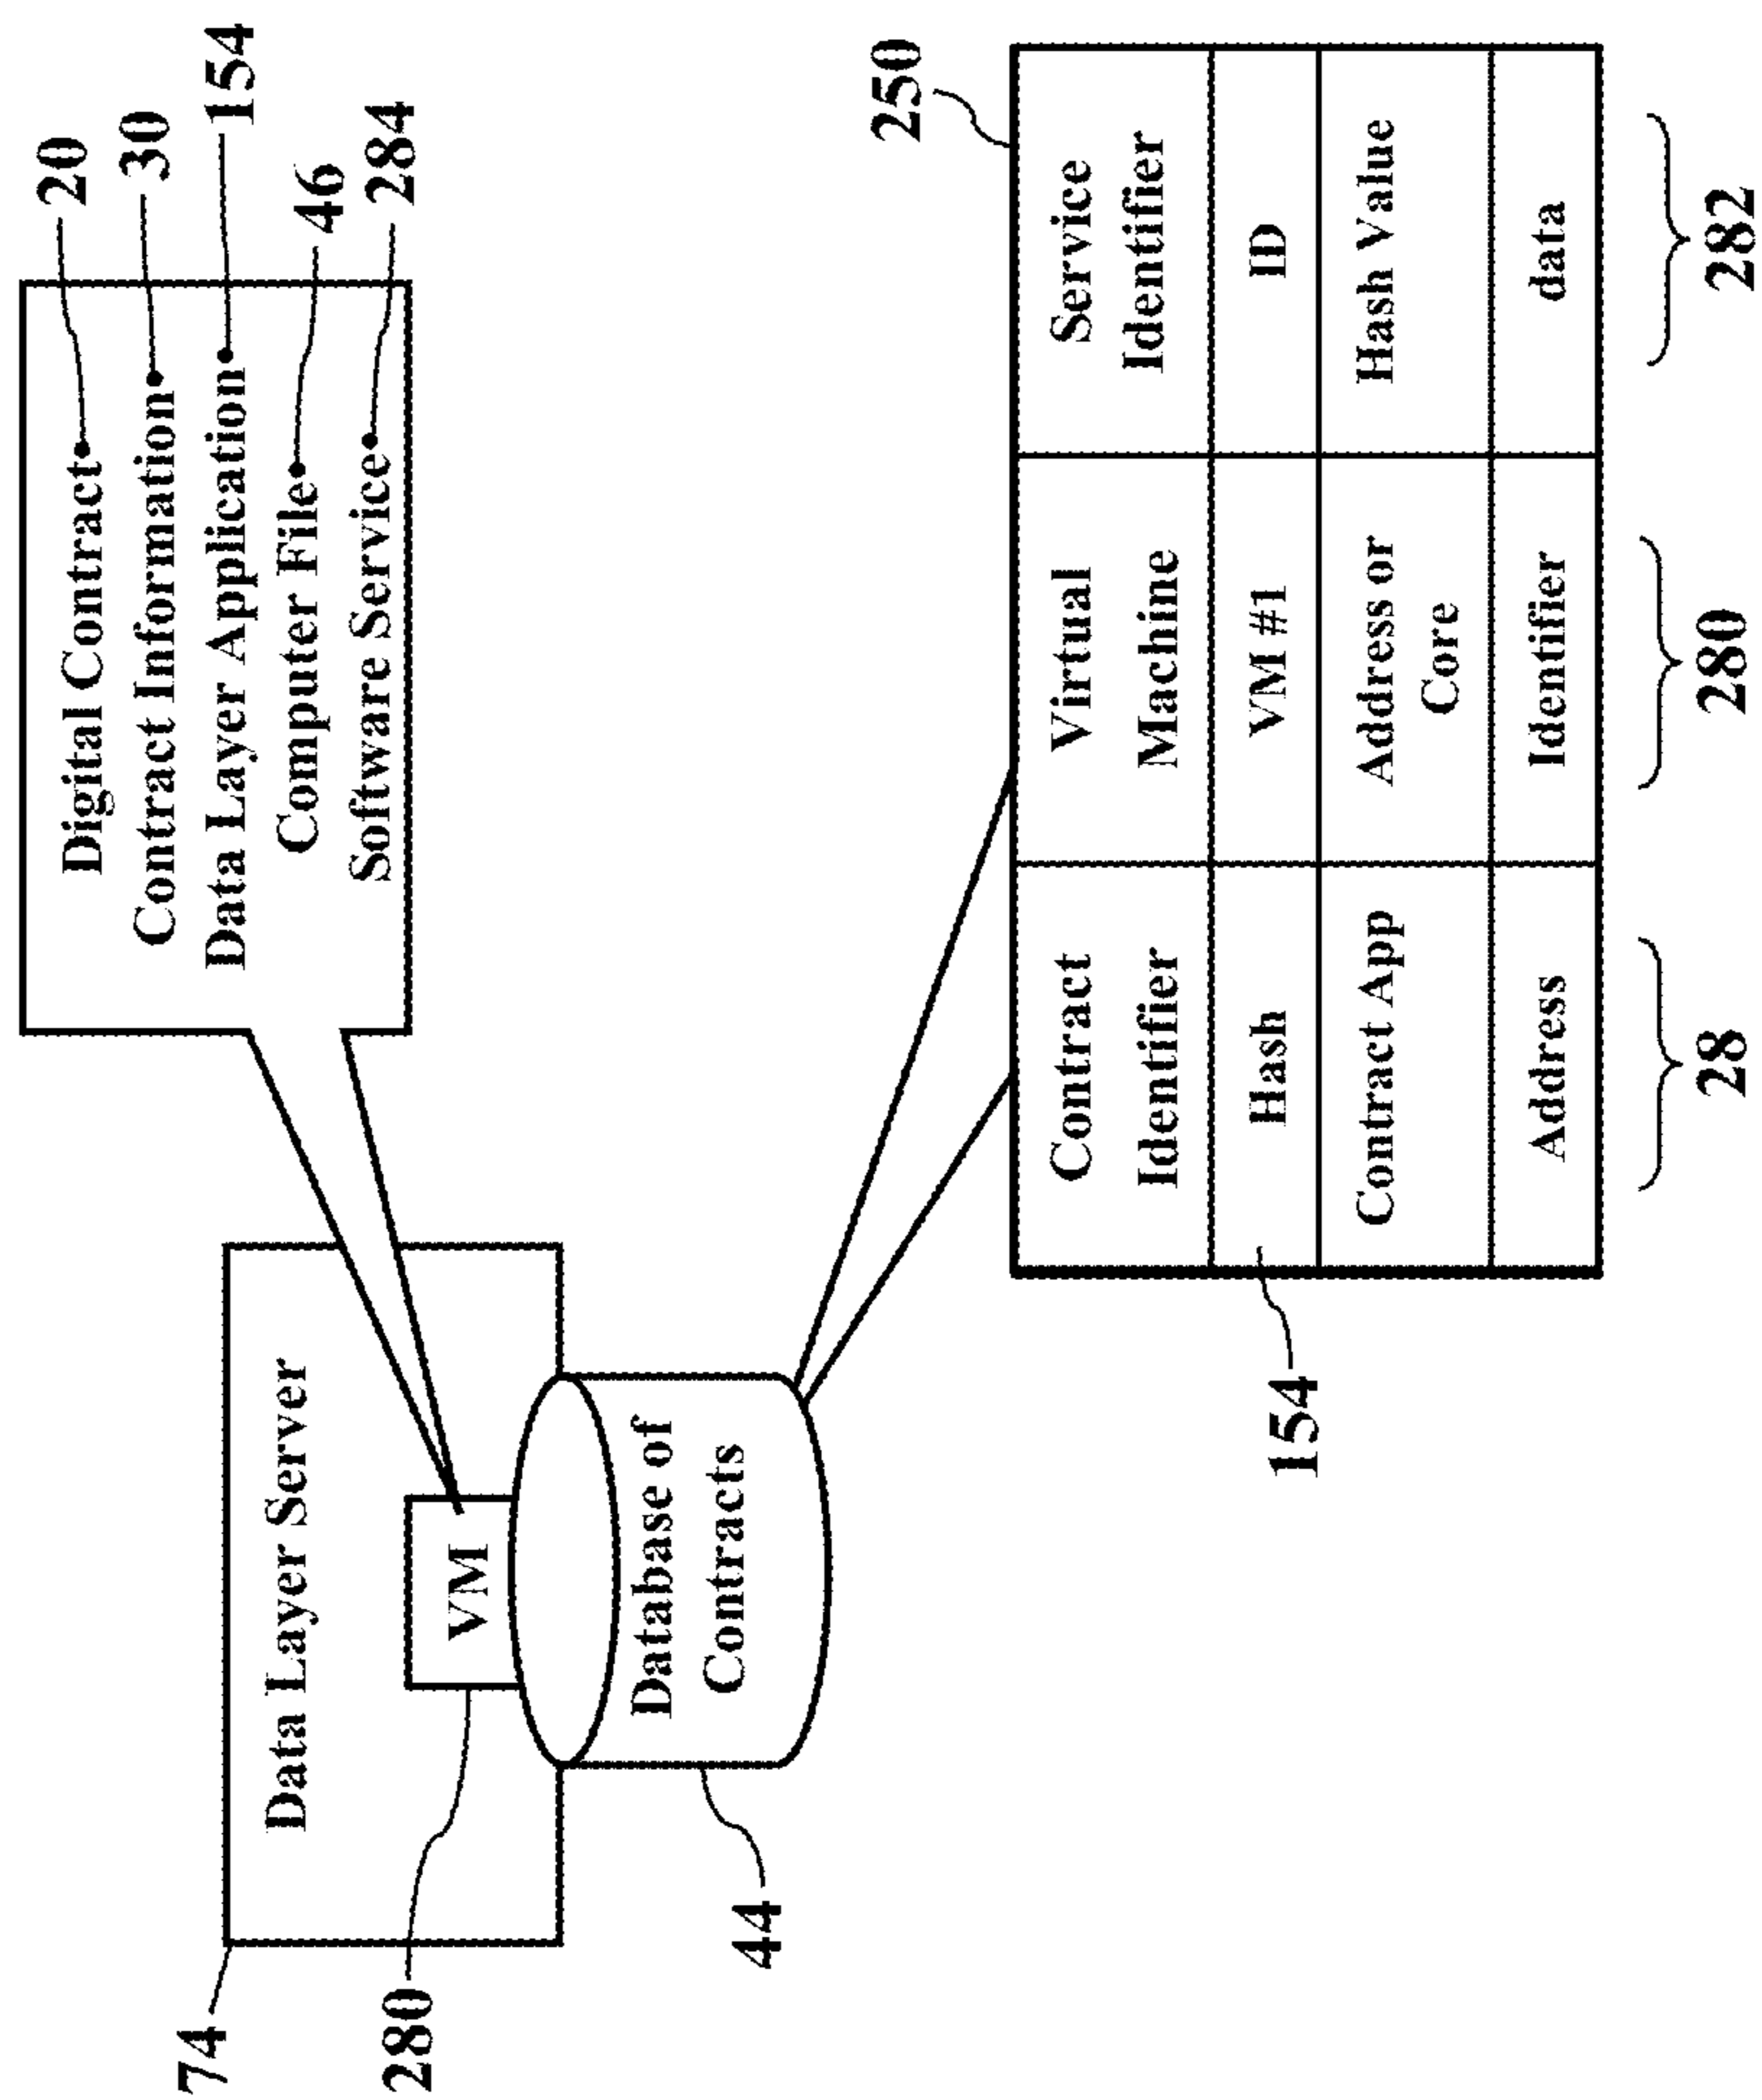 74
Data Layer Server
280
VM
44
Database of
Contracts
Digital Contract
20
Contract Information
30
Data Layer Application
154
Computer File
46
Software Service
284
250
Contract
Identifier
Virtual
Machine
Service
Identifier
Hash
VM #1
ID
154
Contract App
Address or
Core
Hash Value
Address
Identifier
data
28
280
282